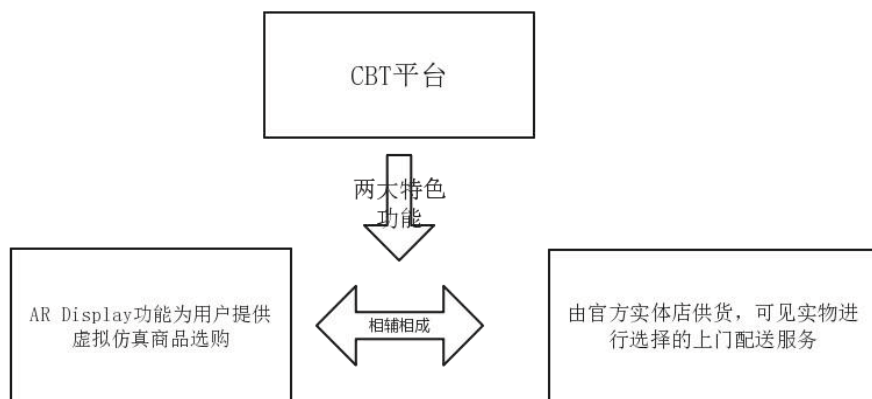 CBT平台
两大特色
功能
AR Display功能为用户提供
虚拟仿真商品选购
相辅相成
由官方实体店供货，可见实物进
行选择的上门配送服务